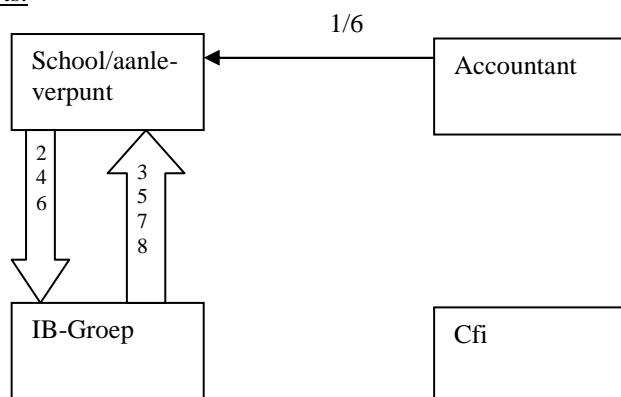 1/6
School/aanle-
verpunt
Accountant
2
4
6
3
5
7
8
IB-Groep
Cfi